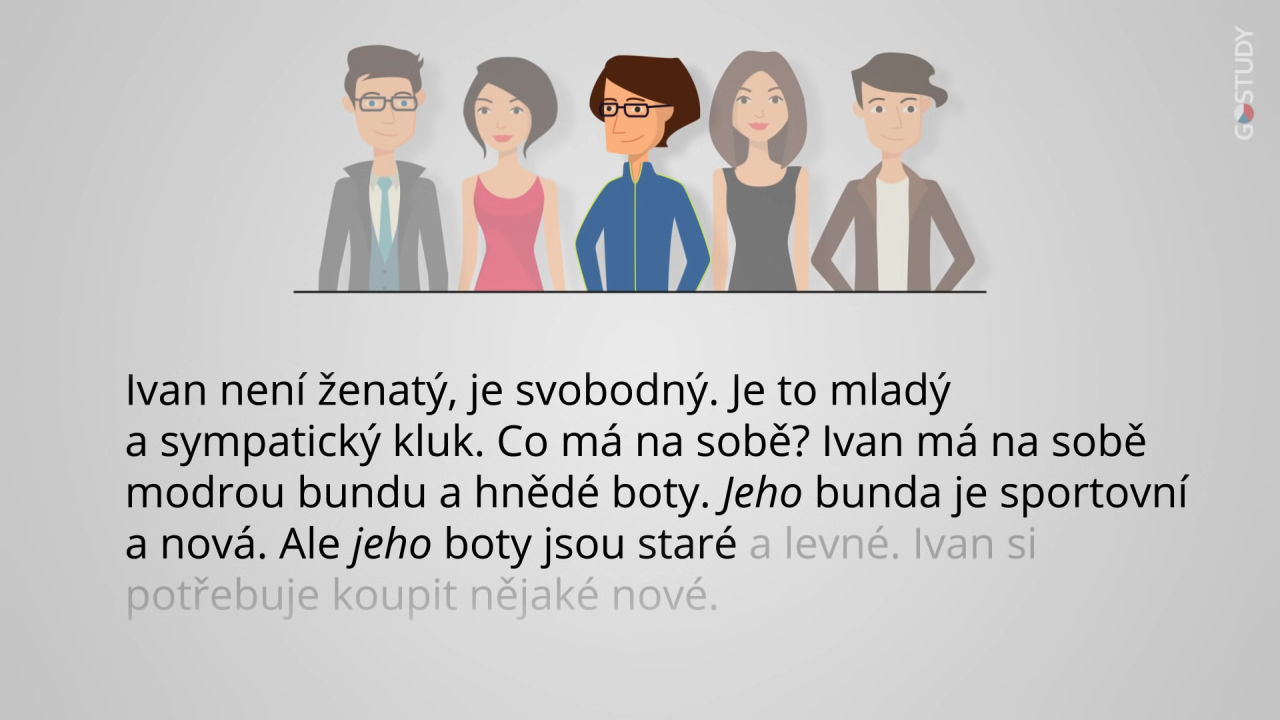 GOSTUDY
Ivan není ženatý, je svobodný. Je to mladý
a sympatický kluk. Co má na sobě? Ivan má na sobě
modrou bundu a hnědé boty. Jeho bunda je sportovní
a nová. Ale jeho boty jsou staré a levné. Ivan si
potřebuje koupit nějaké nové.